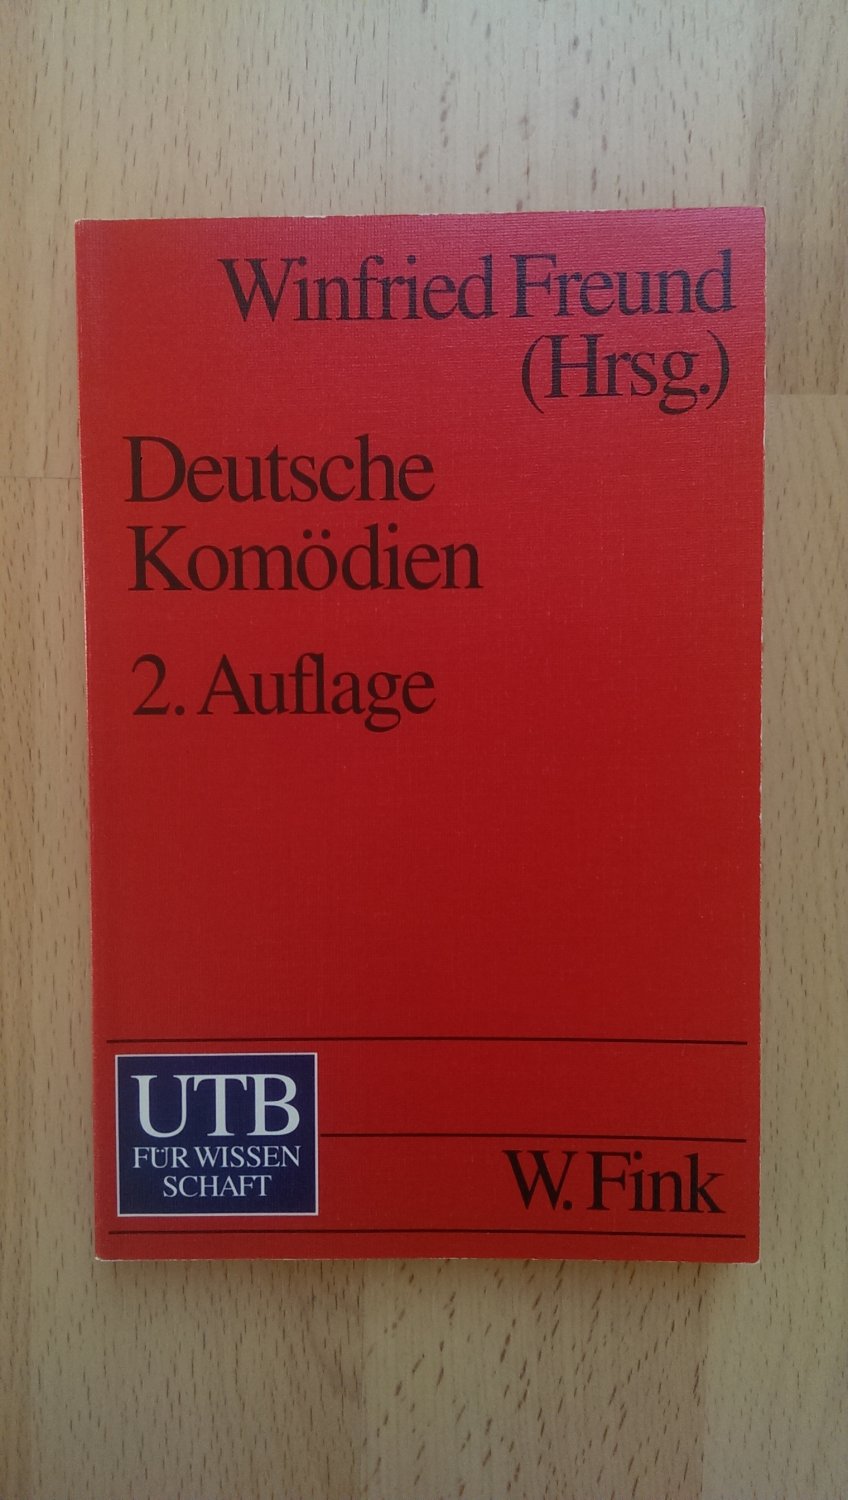 Winfried Freund
(Hrsg.)
Deutsche
Komödien
2. Auflage
UTB
FÜR WISSEN
SCHAFT
W. Fink